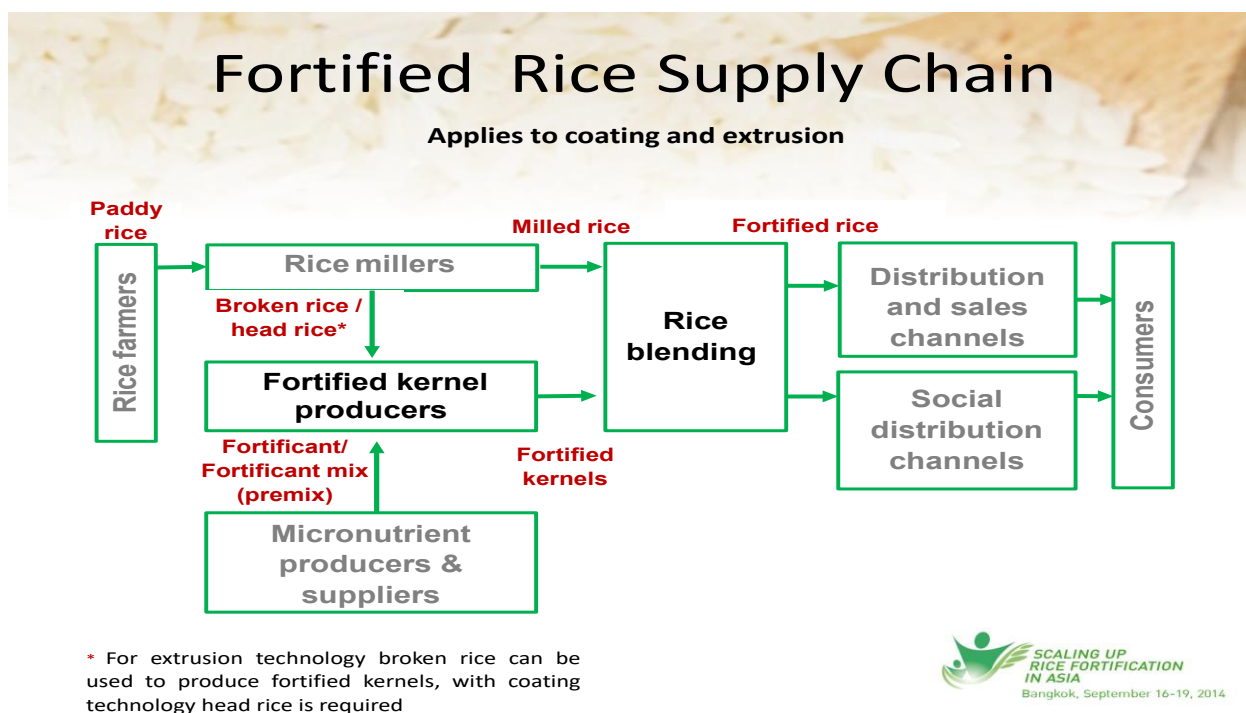 Fortified Rice Supply Chain
Applies to coating and extrusion
Paddy
rice
Rice farmers
Rice millers
Milled rice
Broken rice /
head rice*
Fortified kernel
producers
Fortificant/
Fortificant mix
(premix)
Micronutrient
producers &
suppliers
Fortified
kernels
Rice
blending
Fortified rice
Distribution
and sales
channels
Social
distribution
channels
Consumers
* For extrusion technology broken rice can be
used to produce fortified kernels, with coating
technology head rice is required
SCALING UP
RICE FORTIFICATION
IN ASIA
Bangkok, September 16-19, 2014